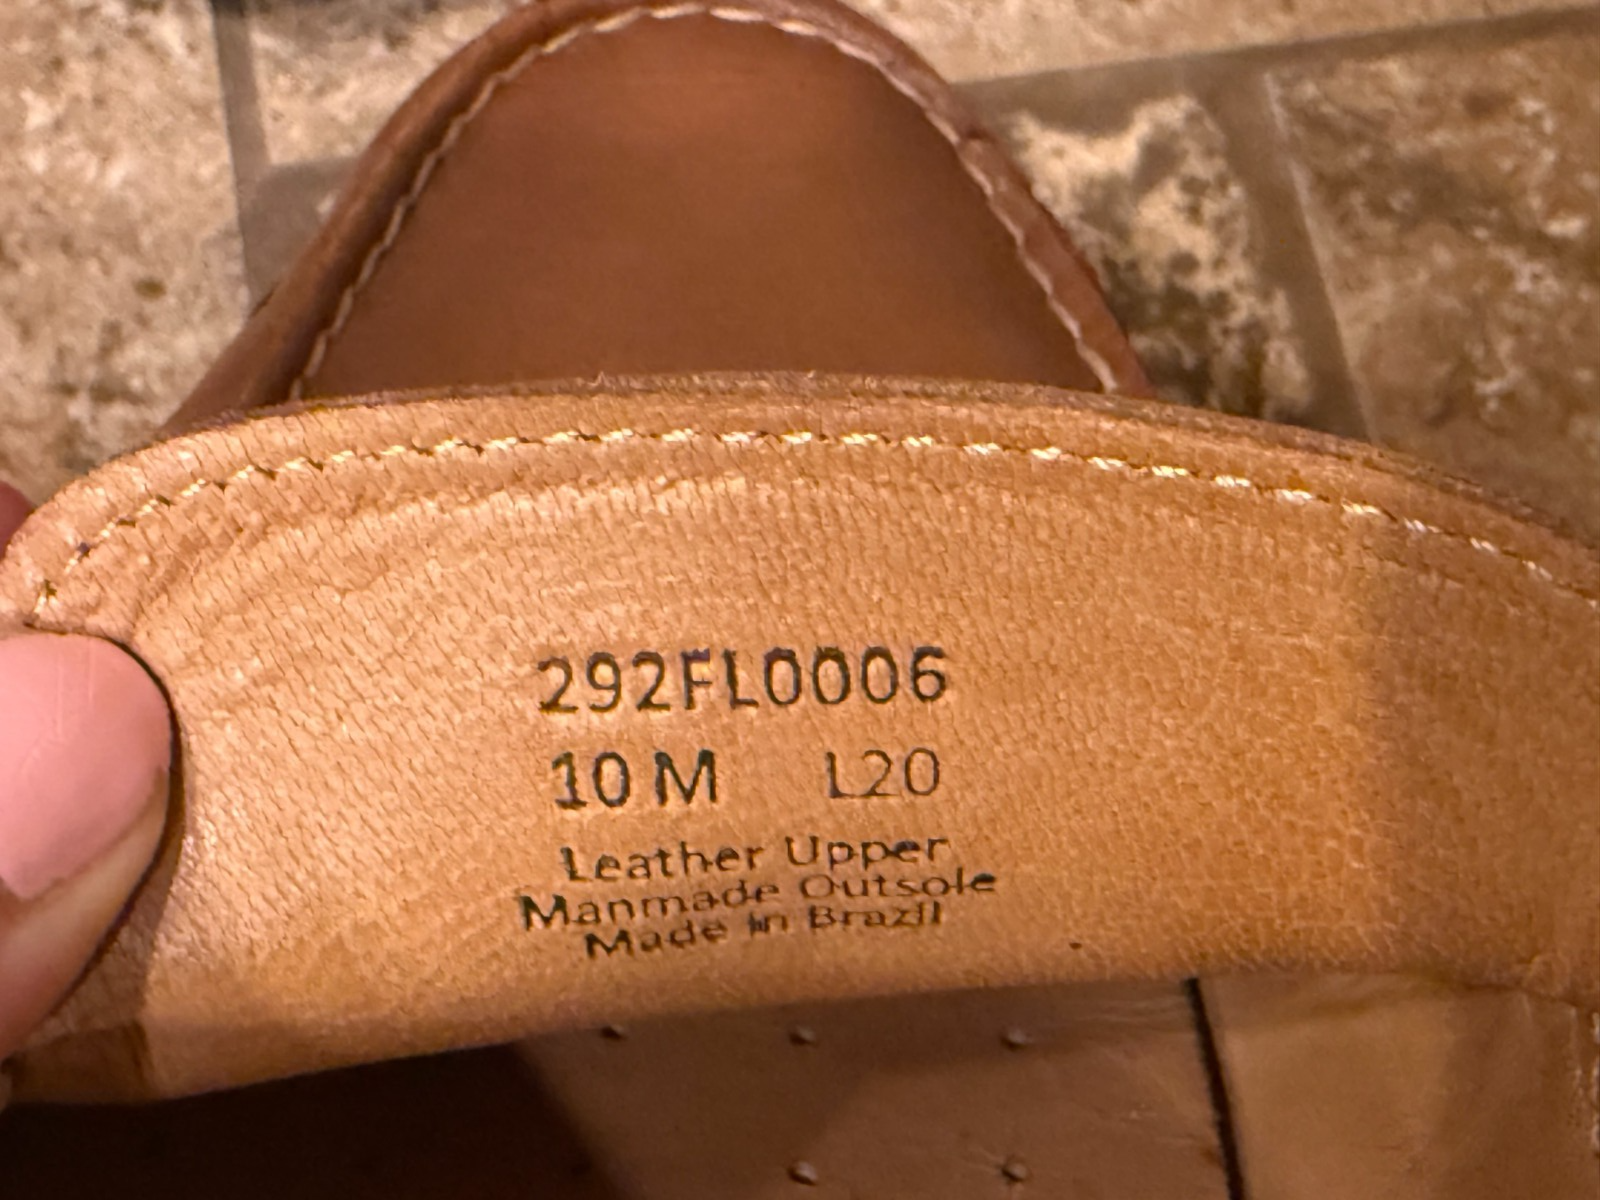 292FL0006
10 M L20
Leather Upper
Manmade Outsole
Made in Brazil